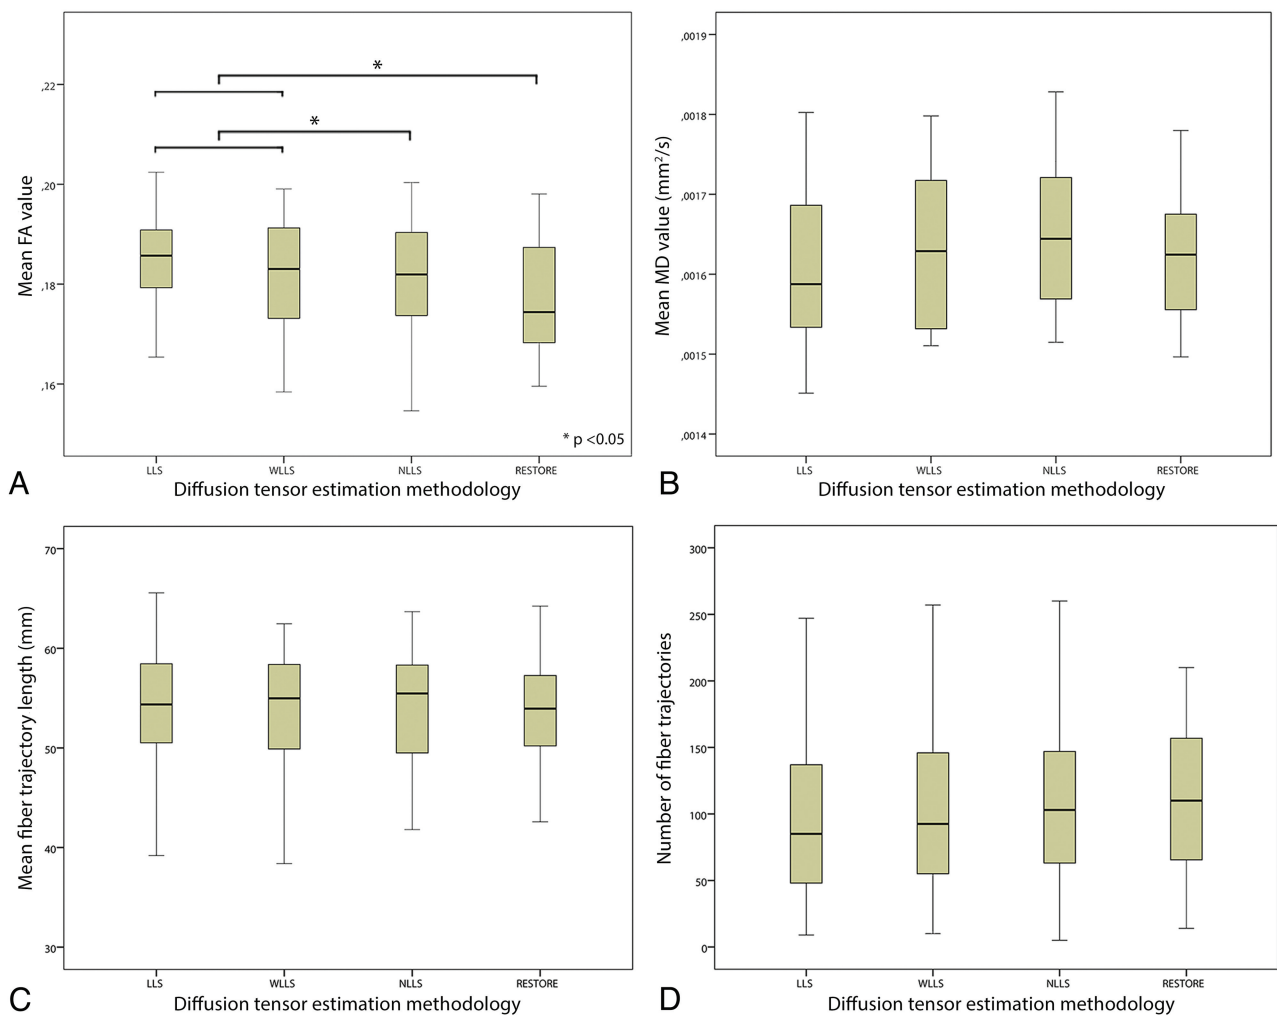 Mean FA value
,22
,20
,18
,16
*
*
* p <0.05
LLS WLLS NLLS RESTORE
Diffusion tensor estimation methodology
A
Mean MD value (mm²/s)
,0019
,0018
,0017
,0016
,0015
,0014
LLS WLLS NLLS RESTORE
Diffusion tensor estimation methodology
B
Mean fiber trajectory length (mm)
70
60
50
40
30
LLS WLLS NLLS RESTORE
Diffusion tensor estimation methodology
C
Number of fiber trajectories
300
250
200
150
100
50
0
LLS WLLS NLLS RESTORE
Diffusion tensor estimation methodology
D